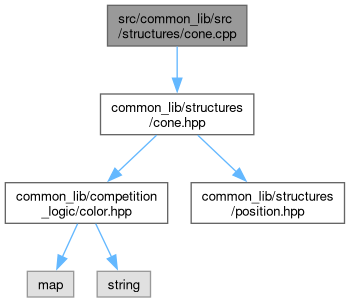 src/common_lib/src
/structures/cone.cpp
common_lib/structures
/cone.hpp
common_lib/competition
_logic/color.hpp
common_lib/structures
/position.hpp
map
string